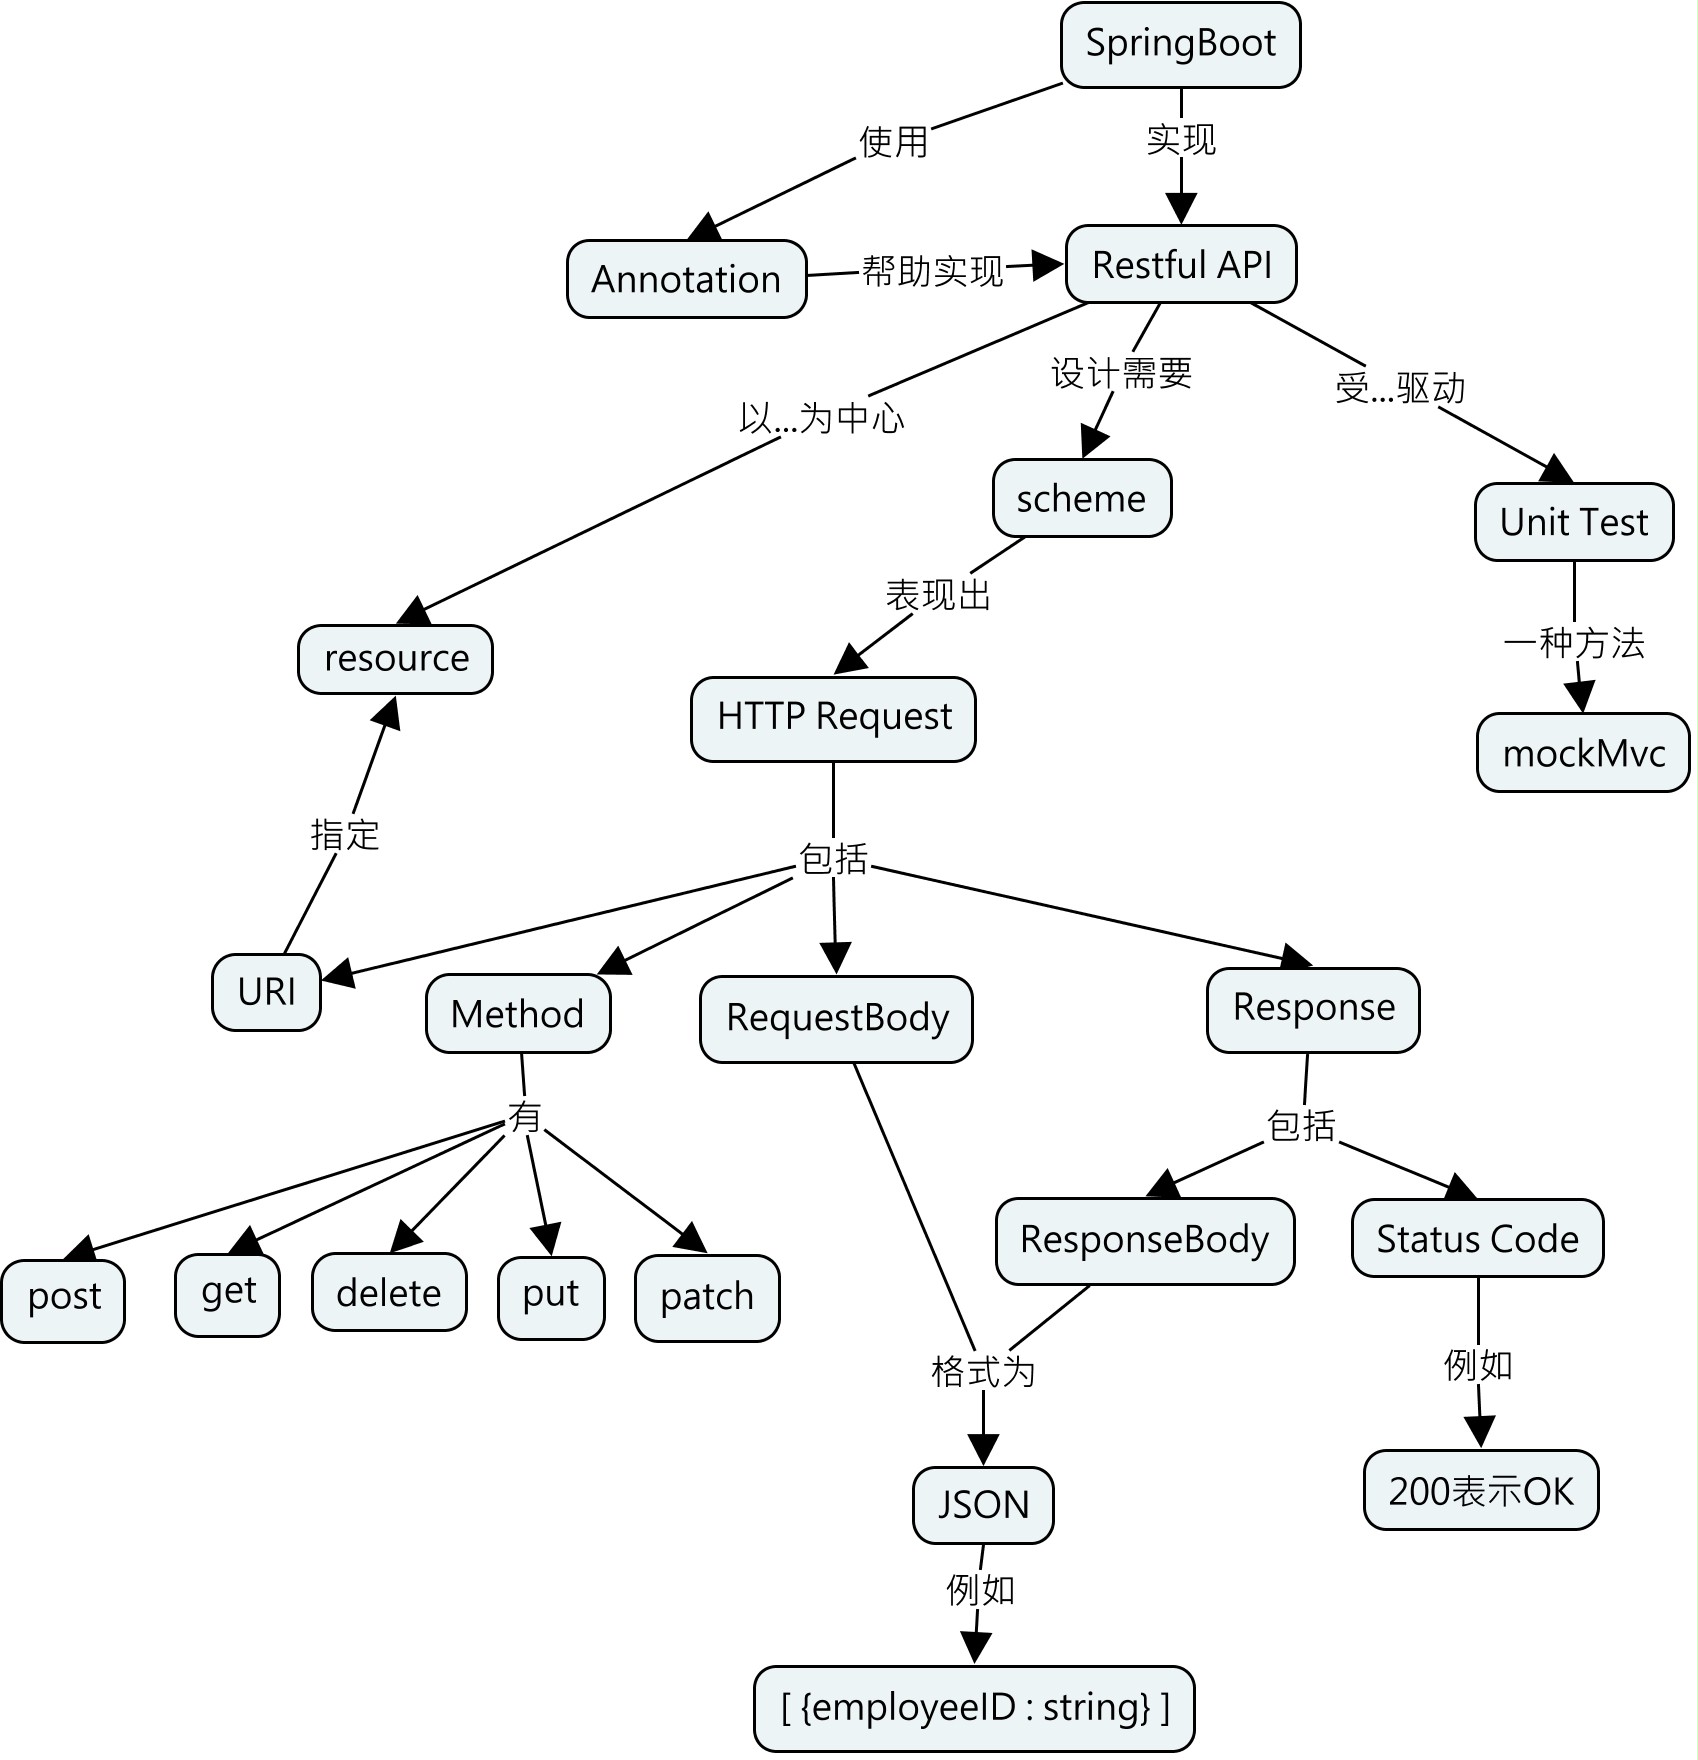 SpringBoot
使用
实现
Annotation
帮助实现
Restful API
以...为中心
设计需要
受...驱动
scheme
Unit Test
表现出
resource
一种方法
HTTP Request
mockMvc
指定
包括
URI
Method
RequestBody
Response
有
包括
post
get
delete
put
patch
ResponseBody
Status Code
格式为
例如
JSON
200表示OK
例如
[ {employeeID : string} ]